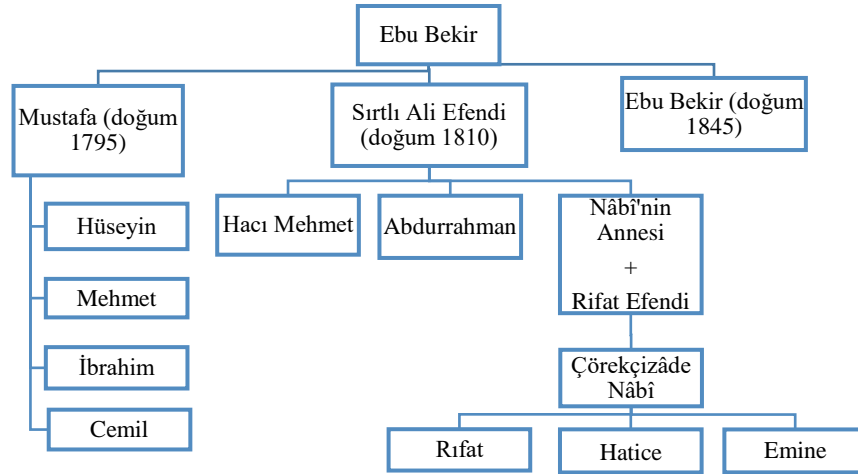 Ebu Bekir
Mustafa (doğum
1795)
Sırtlı Ali Efendi
(doğum 1810)
Ebu Bekir (doğum
1845)
Hüseyin
Mehmet
İbrahim
Cemil
Hacı Mehmet
Abdurrahman
Nâbî'nin
Annesi
+
Rifat Efendi
Çörekçizâde
Nâbî
Rıfat
Hatice
Emine